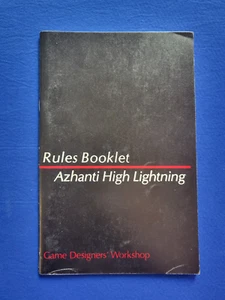 Rules Booklet
Azhanti High Lightning
Game Designers' Workshop